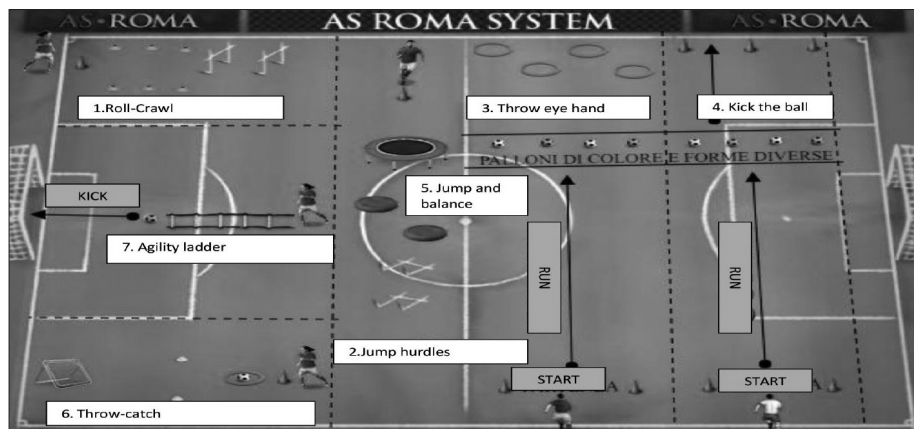 AS • ROMA
AS ROMA SYSTEM
AS • ROMA
1.Roll-Crawl
3. Throw eye hand
4. Kick the ball
PALLONI DI COLORE E FORME DIVERSE
KICK
5. Jump and
balance
7. Agility ladder
RUN
RUN
2.Jump hurdles
START
START
6. Throw-catch